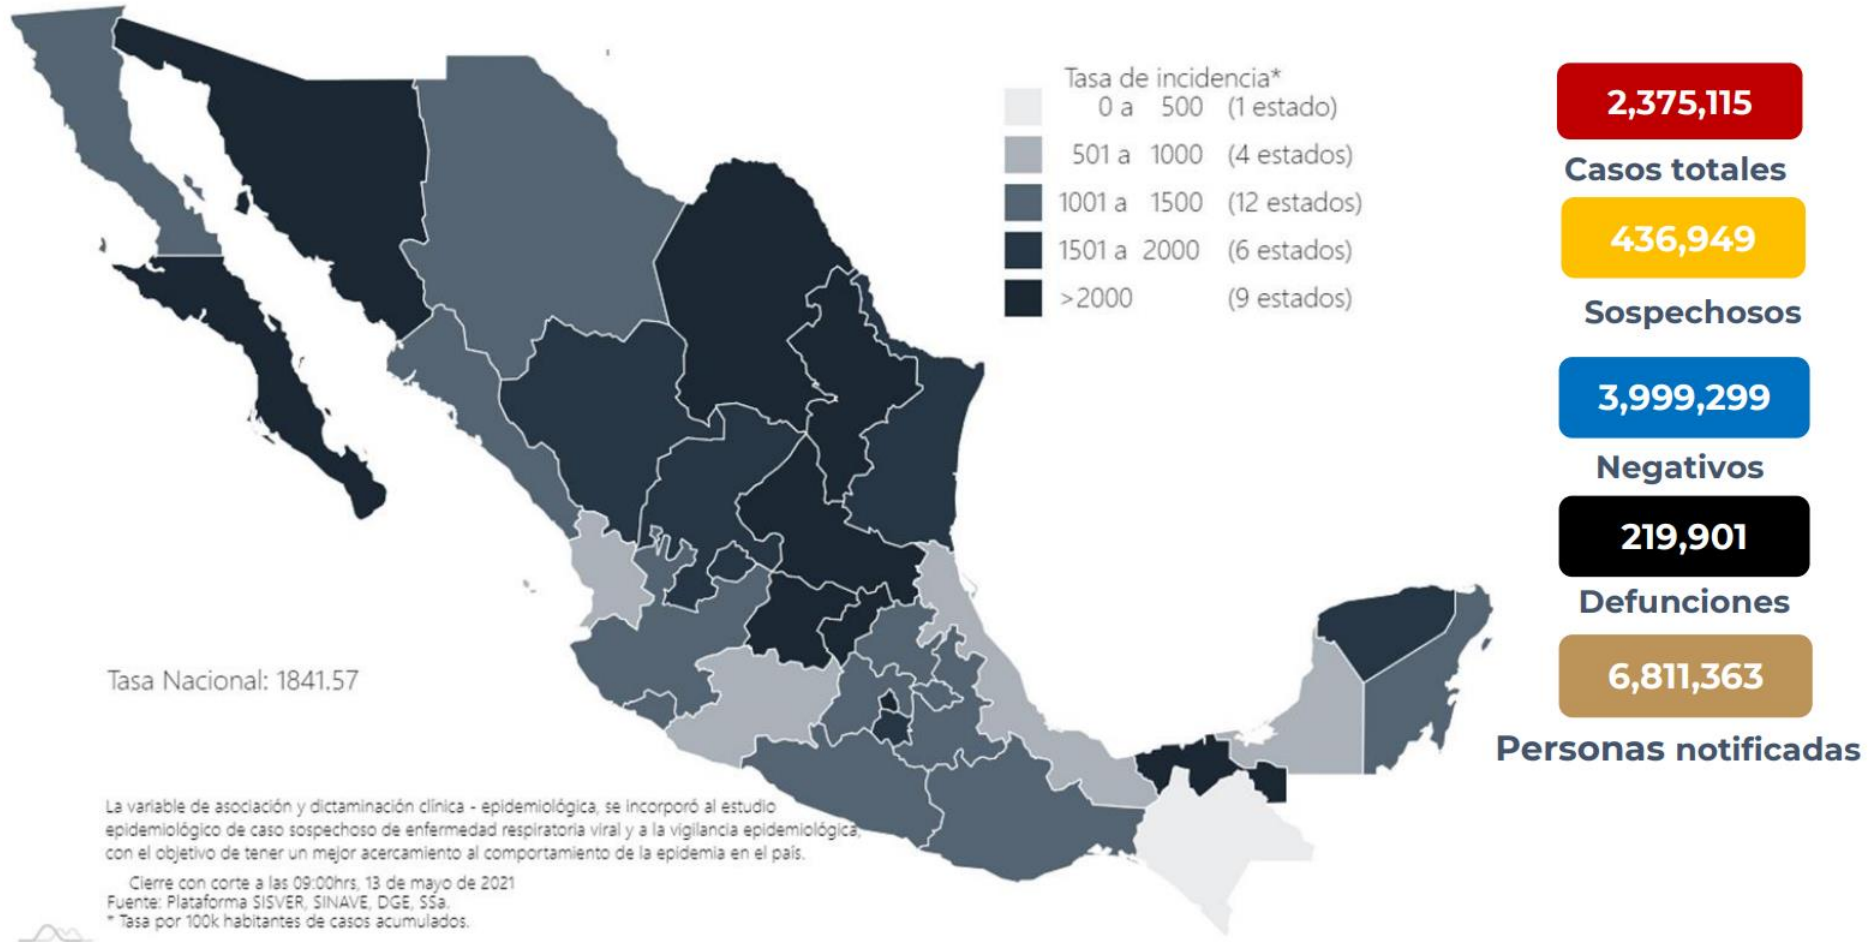 Tasa de incidencia*
0 a 500 (1 estado)
501 a 1000 (4 estados)
1001 a 1500 (12 estados)
1501 a 2000 (6 estados)
>2000 (9 estados)
2,375,115
Casos totales
436,949
Sospechosos
3,999,299
Negativos
219,901
Defunciones
6,811,363
Personas notificadas
Tasa Nacional: 1841.57
La variable de asociación y dictaminación clínica - epidemiológica, se incorporó al estudio
epidemiológico de caso sospechoso de enfermedad respiratoria viral y a la vigilancia epidemiológica,
con el objetivo de tener un mejor acercamiento al comportamiento de la epidemia en el país.
Cierre con corte a las 09:00hrs, 13 de mayo de 2021
Fuente: Plataforma SISVER, SINAVE, DGE, SSa.
* Tasa por 100k habitantes de casos acumulados.